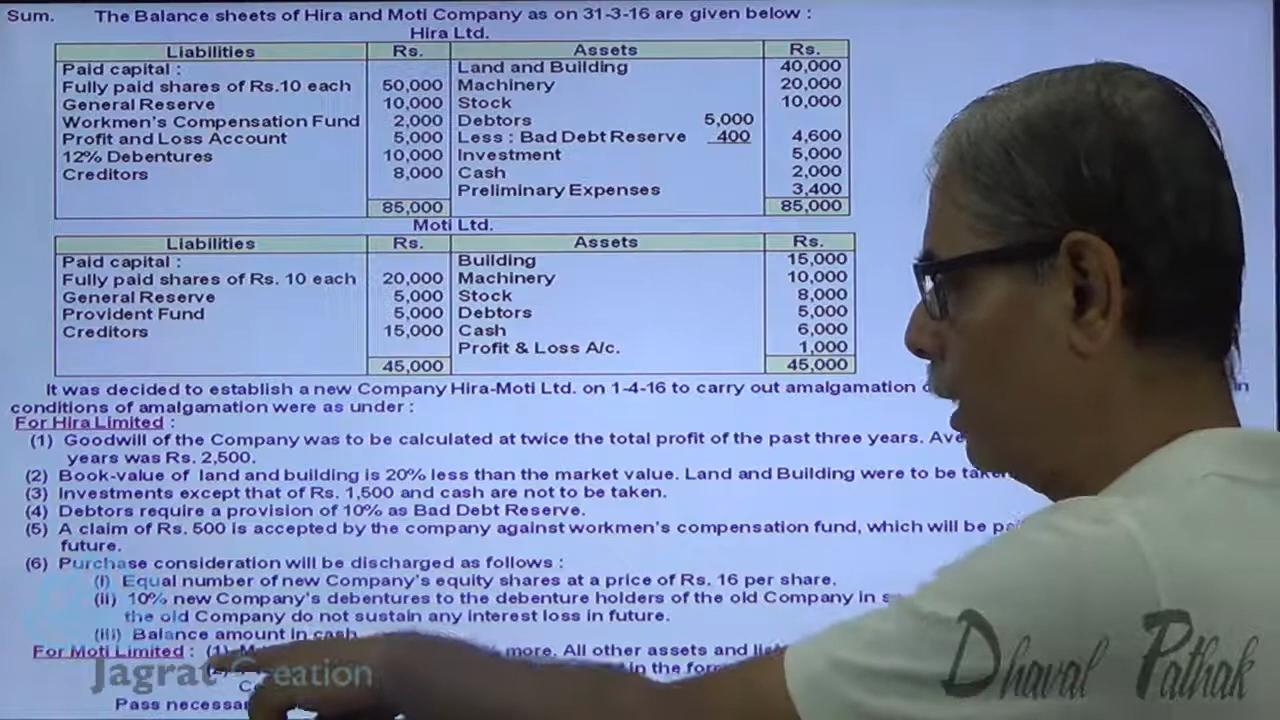 Sum. The Balance sheets of Hira and Moti Company as on 31-3-16 are given below :
Hira Ltd.
Liabilities Rs. Assets Rs.
Paid capital : Land and Building 40,000
Fully paid shares of Rs.10 each 50,000 Machinery 20,000
General Reserve 10,000 Stock 10,000
Workmen's Compensation Fund 2,000 Debtors 5,000
Profit and Loss Account 5,000 Less : Bad Debt Reserve 400 4,600
12% Debentures 10,000 Investment 5,000
Creditors 8,000 Cash 2,000
Preliminary Expenses 3,400
85,000 85,000
Moti Ltd.
Liabilities Rs. Assets Rs.
Paid capital : Building 15,000
Fully paid shares of Rs. 10 each 20,000 Machinery 10,000
General Reserve 5,000 Stock 8,000
Provident Fund 5,000 Debtors 5,000
Creditors 15,000 Cash 6,000
Profit & Loss A/c. 1,000
45,000 45,000
It was decided to establish a new Company Hira-Moti Ltd. on 1-4-16 to carry out amalgamation
conditions of amalgamation were as under :
For Hira Limited :
(1) Goodwill of the Company was to be calculated at twice the total profit of the past three years.
years was Rs. 2,500.
(2) Book-value of land and building is 20% less than the market value. Land and Building were to be
(3) Investments except that of Rs. 1,500 and cash are not to be taken.
(4) Debtors require a provision of 10% as Bad Debt Reserve.
(5) A claim of Rs. 500 is accepted by the company against workmen's compensation fund, which will be
future.
(6) Purchase consideration will be discharged as follows :
(i) Equal number of new Company's equity shares at a price of Rs. 16 per share.
(ii) 10% new Company's debentures to the debenture holders of the old Company in
the old Company do not sustain any interest loss in future.
(iii) Balance amount in cash.
For Moti Limited : (1) more. All other assets and
in the
Pass
Jagrat Creation
Dhaval Pathak